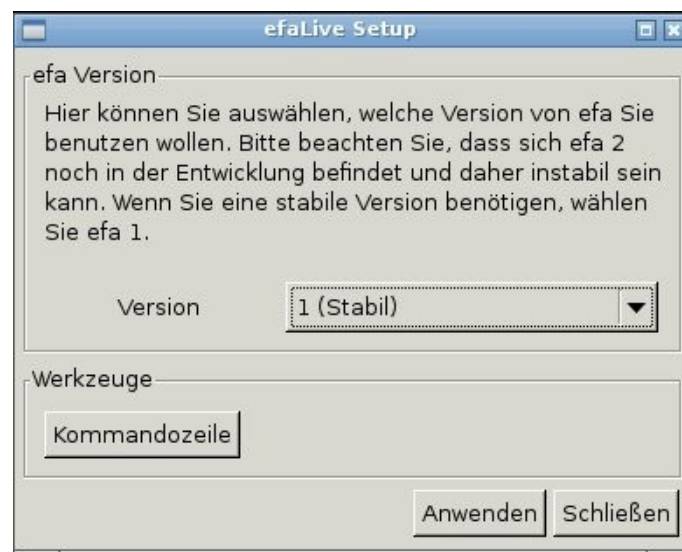 efaLive Setup
efa Version
Hier können Sie auswählen, welche Version von efa Sie
benutzen wollen. Bitte beachten Sie, dass sich efa 2
noch in der Entwicklung befindet und daher instabil sein
kann. Wenn Sie eine stabile Version benötigen, wählen
Sie efa 1.
Version
1 (Stabil)
Werkzeuge
Kommandozeile
Anwenden
Schließen